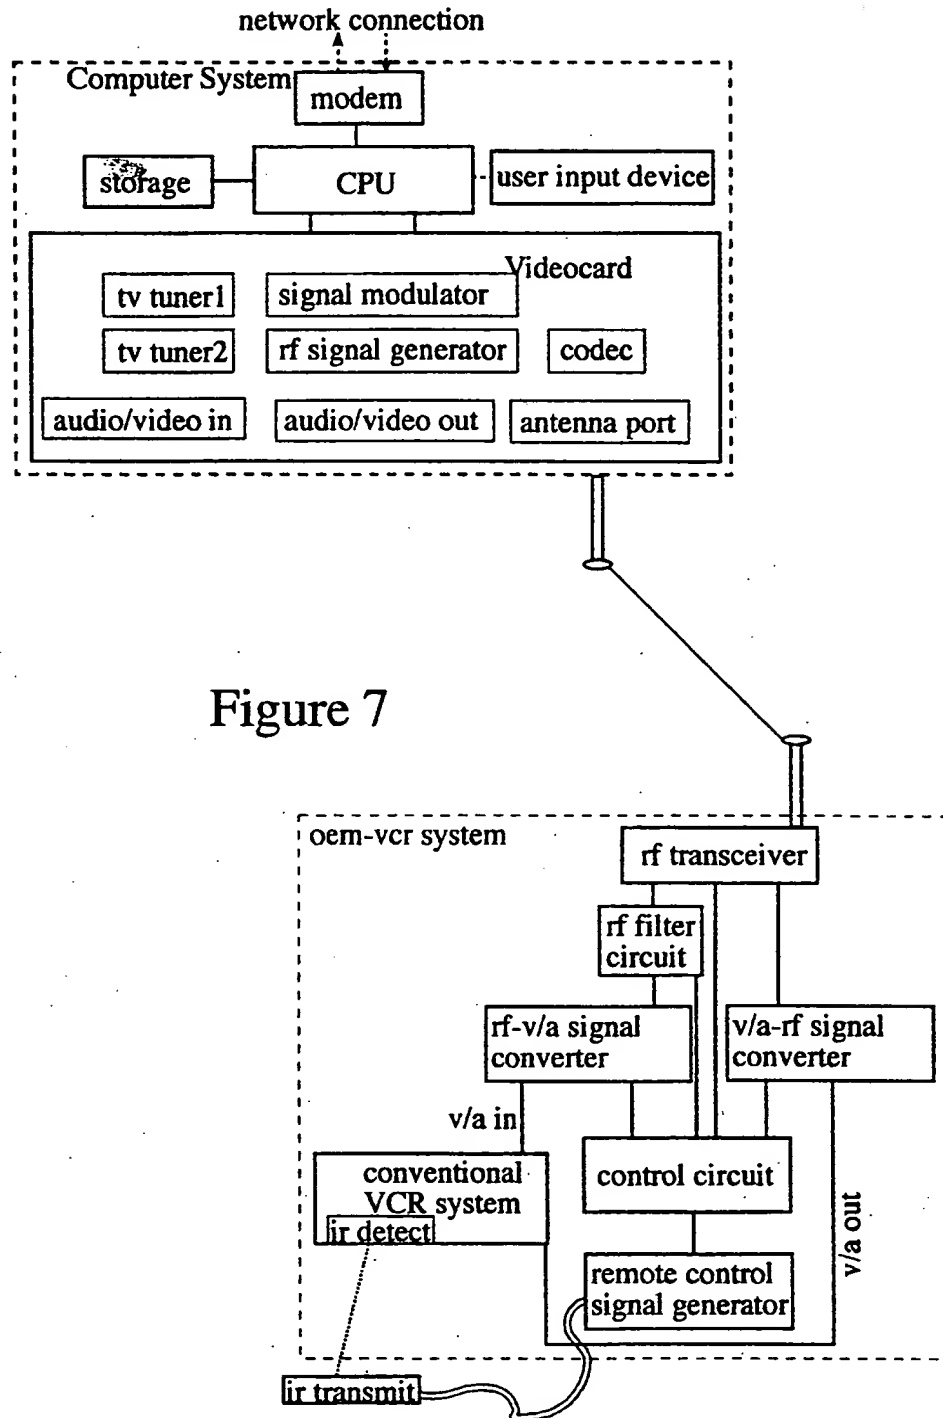 network connection
Computer System
modem
storage
CPU
user input device
Videocard
tv tuner1
signal modulator
tv tuner2
rf signal generator
codec
audio/video in
audio/video out
antenna port
Figure 7
oem-vcr system
rf transceiver
rf filter
circuit
rf-v/a signal
converter
v/a-rf signal
converter
v/a in
conventional
VCR system
ir detect
control circuit
v/a out
remote control
signal generator
ir transmit